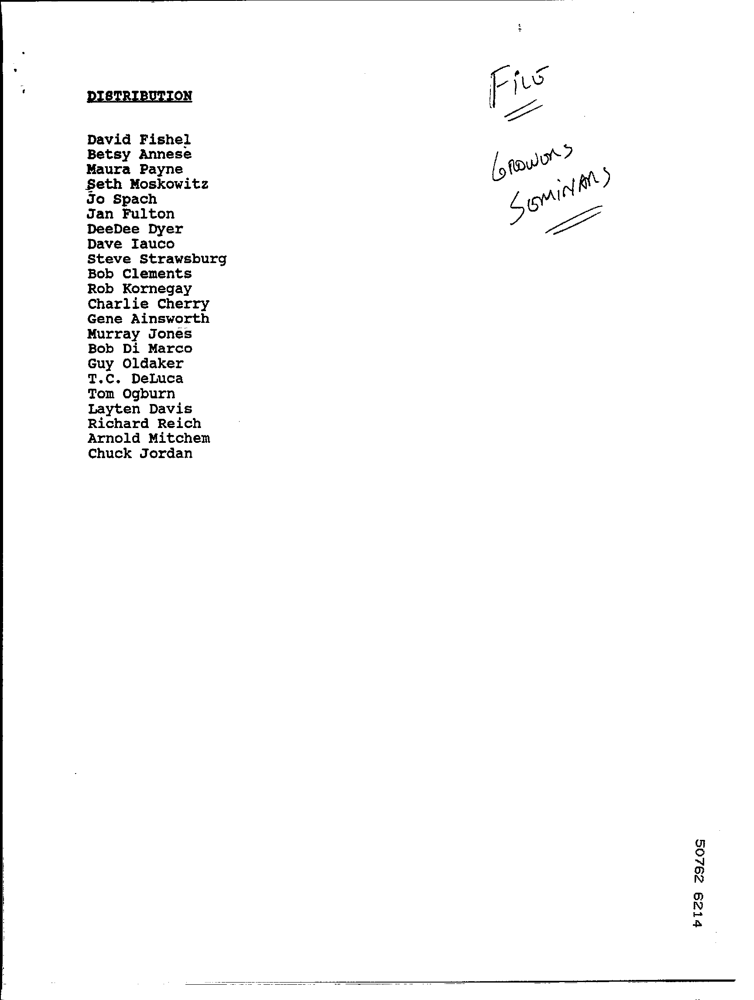 DISTRIBUTION
FILE
GROWERS
SEMINARS
David Fishel
Betsy Annese
Maura Payne
Seth Moskowitz
Jo Spach
Jan Fulton
DeeDee Dyer
Dave Iauco
Steve Strawsburg
Bob Clements
Rob Kornegay
Charlie Cherry
Gene Ainsworth
Murray Jones
Bob Di Marco
Guy Oldaker
T.C. DeLuca
Tom Ogburn
Layten Davis
Richard Reich
Arnold Mitchem
Chuck Jordan
50762 6214